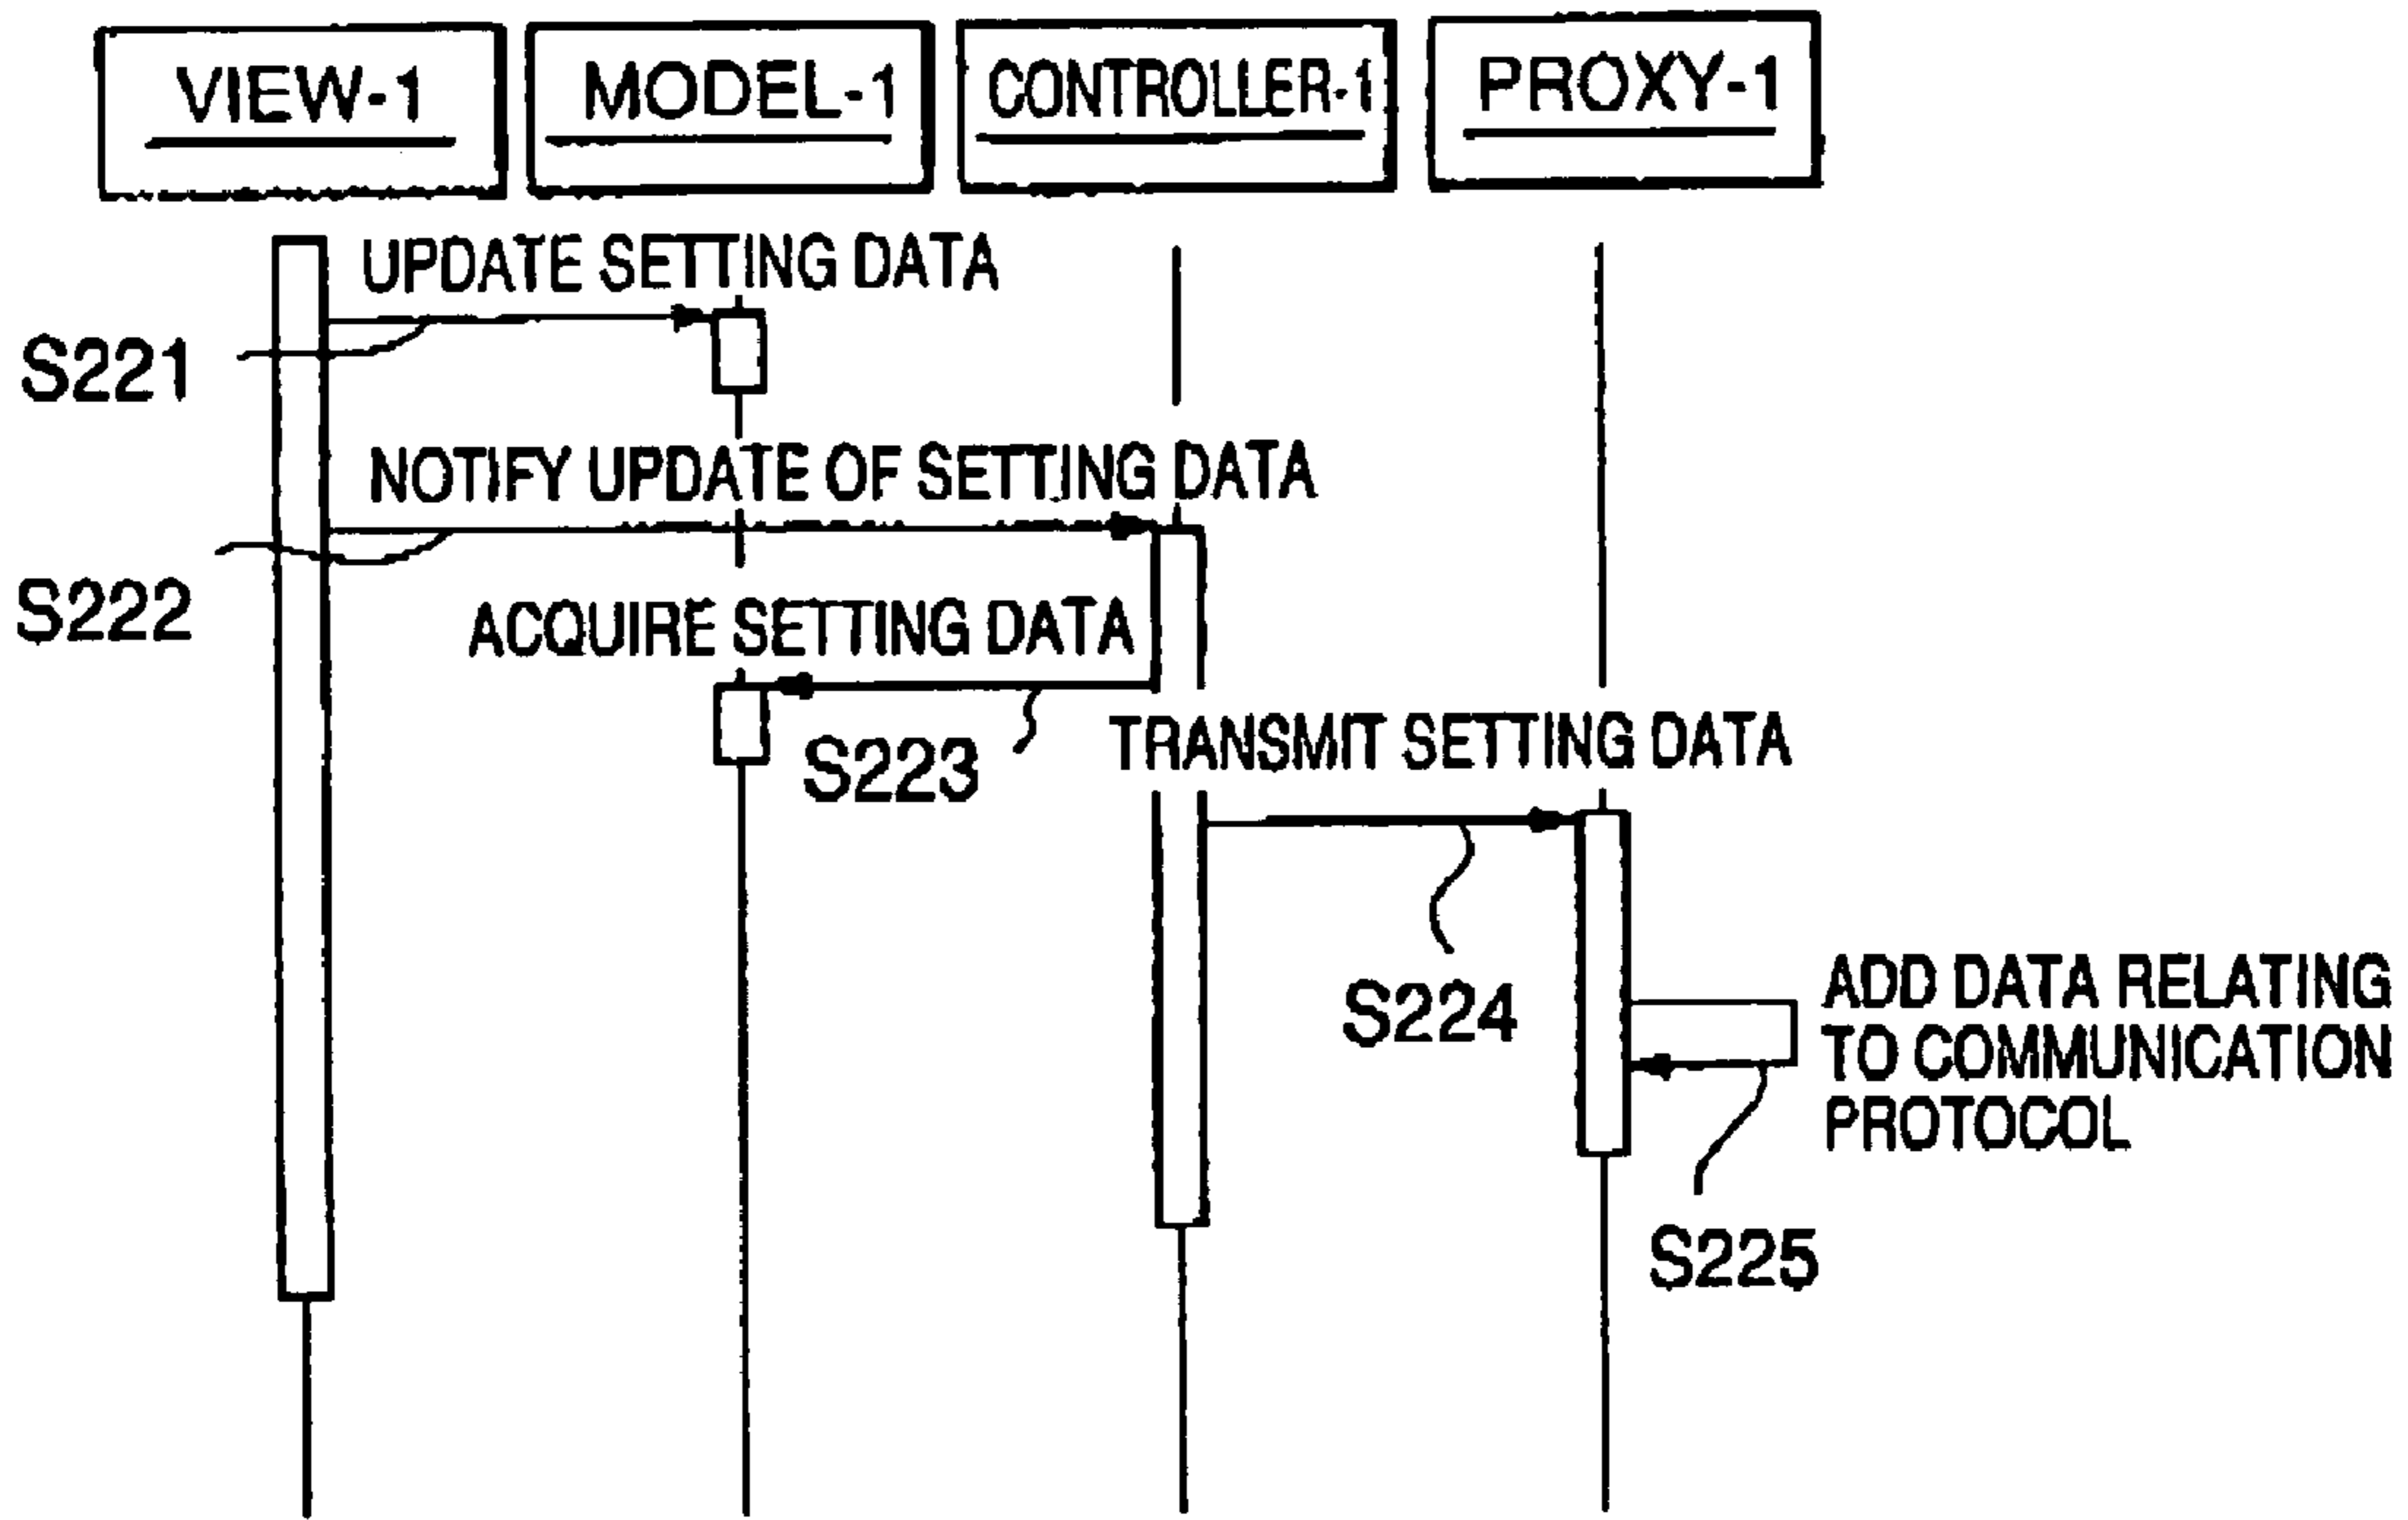 VIEW-1
MODEL-1
CONTROLLER-1
PROXY-1
UPDATE SETTING DATA
S221
NOTIFY UPDATE OF SETTING DATA
S222
ACQUIRE SETTING DATA
S223
TRANSMIT SETTING DATA
S224
ADD DATA RELATING
TO COMMUNICATION
PROTOCOL
S225